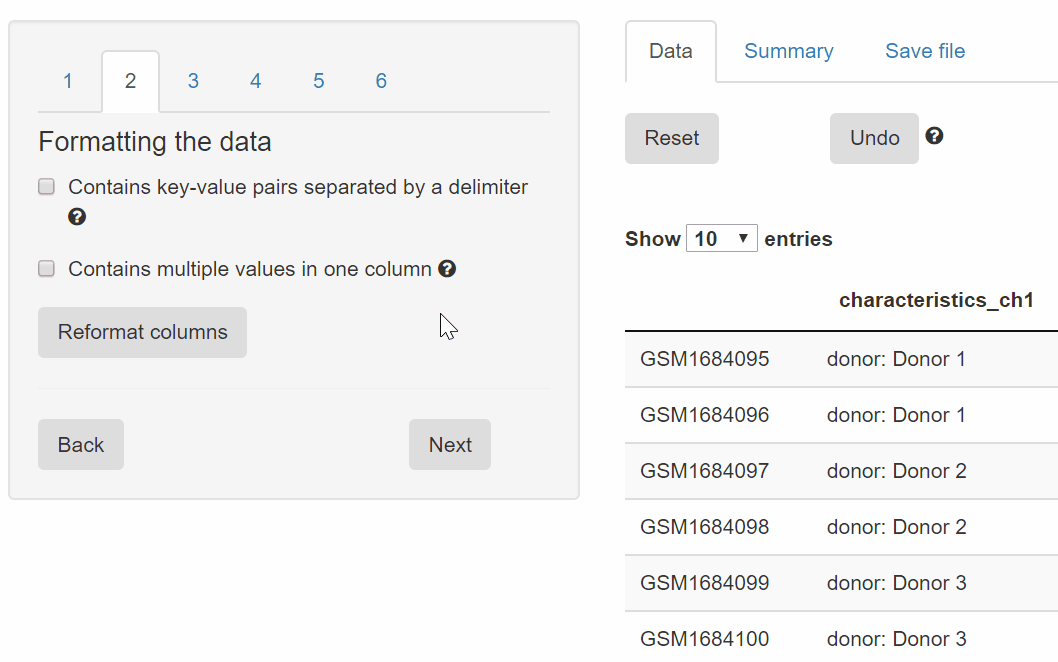 1 2 3 4 5 6
Formatting the data
Contains key-value pairs separated by a delimiter
?
Contains multiple values in one column ?
Reformat columns
Back Next
Data Summary Save file
Reset Undo ?
Show 10 entries
characteristics_ch1
GSM1684095 donor: Donor 1
GSM1684096 donor: Donor 1
GSM1684097 donor: Donor 2
GSM1684098 donor: Donor 2
GSM1684099 donor: Donor 3
GSM1684100 donor: Donor 3